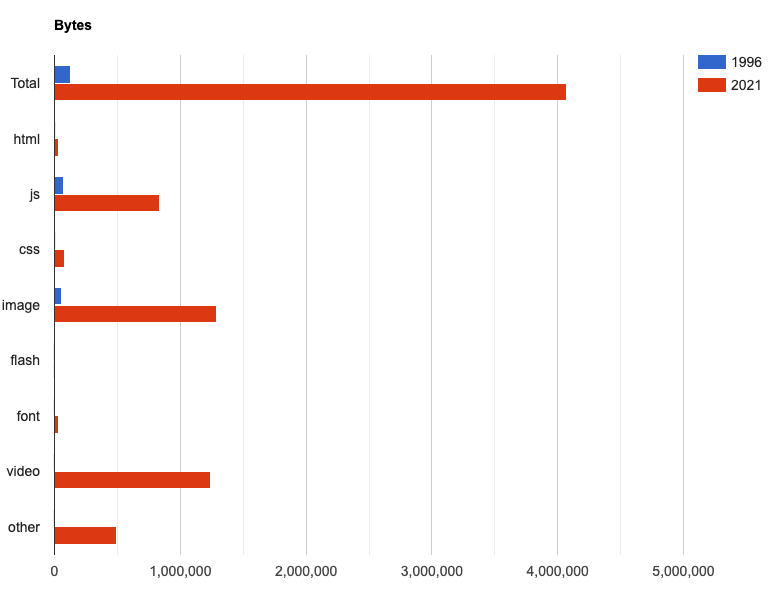 Bytes
1996
2021
Total
html
js
css
image
flash
font
video
other
0
1,000,000
2,000,000
3,000,000
4,000,000
5,000,000